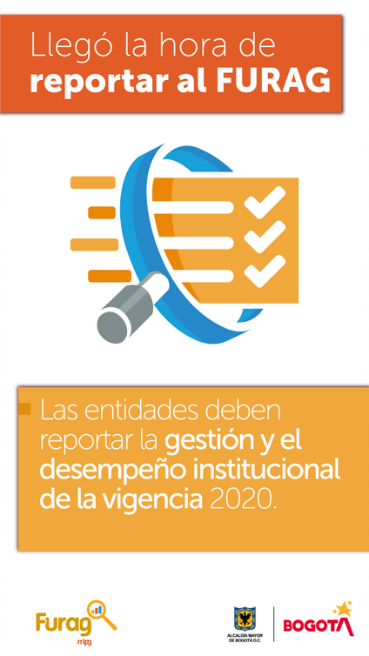 Llegó la hora de
reportar al FURAG
Las entidades deben
reportar la gestión y el
desempeño institucional
de la vigencia 2020.
Furag
mipg
ALCALDÍA MAYOR
DE BOGOTÁ D.C.
BOGOTÁ